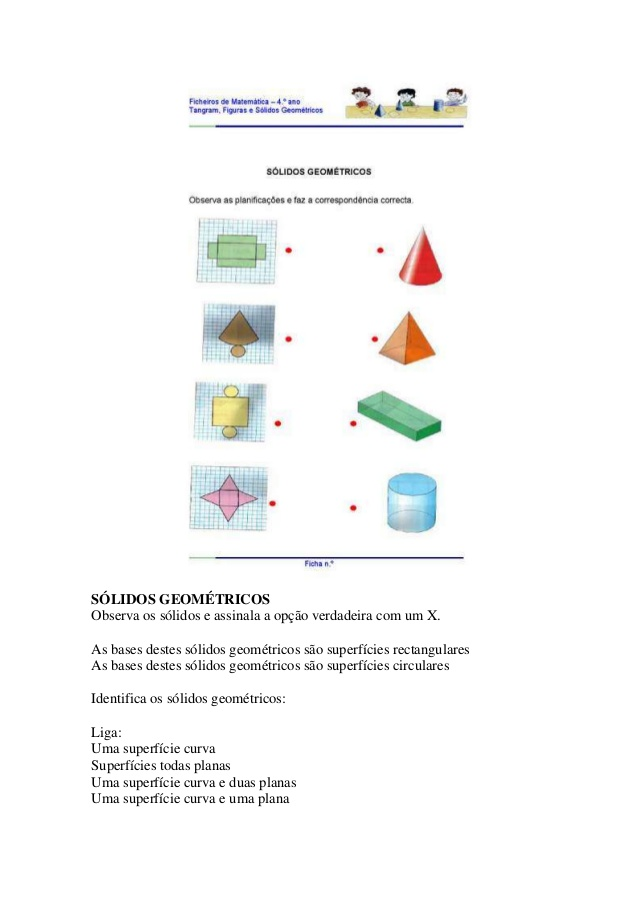 Ficheiros de Matemática – 4.º ano
Tangram, Figuras e Sólidos Geométricos
SÓLIDOS GEOMÉTRICOS
Observa as planificações e faz a correspondência correcta.
Ficha n.º
SÓLIDOS GEOMÉTRICOS
Observa os sólidos e assinala a opção verdadeira com um X.
As bases destes sólidos geométricos são superfícies rectangulares
As bases destes sólidos geométricos são superfícies circulares
Identifica os sólidos geométricos:
Liga:
Uma superfície curva
Superfícies todas planas
Uma superfície curva e duas planas
Uma superfície curva e uma plana